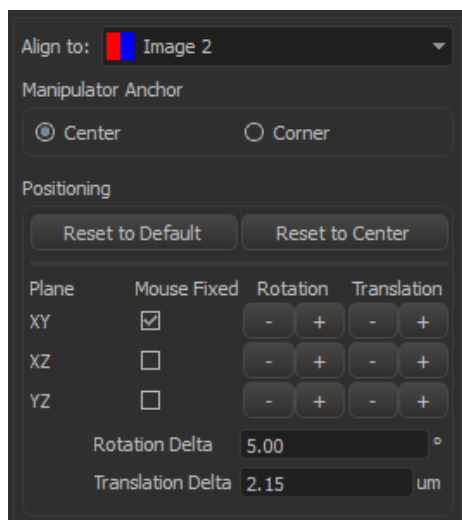 Align to: Image 2
Manipulator Anchor
Center Corner
Positioning
Reset to Default Reset to Center
Plane Mouse Fixed Rotation Translation
XY - + - +
XZ - + - +
YZ - + - +
Rotation Delta 5.00 °
Translation Delta 2.15 um